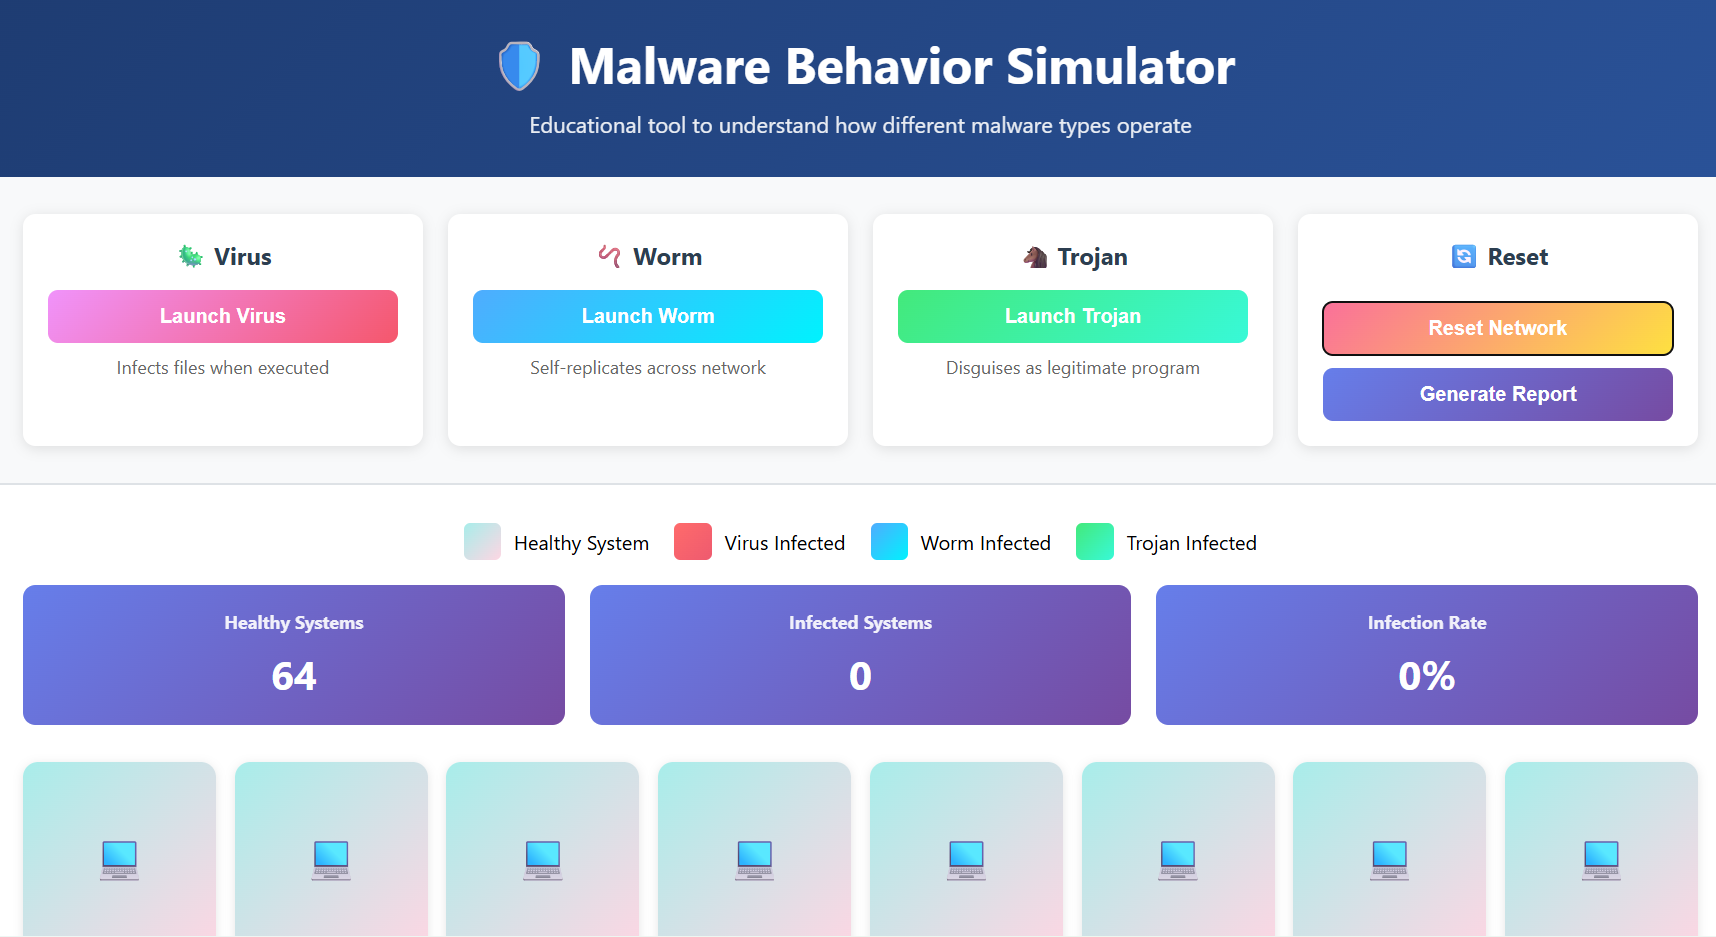 Malware Behavior Simulator
Educational tool to understand how different malware types operate
Virus
Launch Virus
Infects files when executed
Worm
Launch Worm
Self-replicates across network
Trojan
Launch Trojan
Disguises as legitimate program
Reset
Reset Network
Generate Report
Healthy System
Virus Infected
Worm Infected
Trojan Infected
Healthy Systems
64
Infected Systems
0
Infection Rate
0%